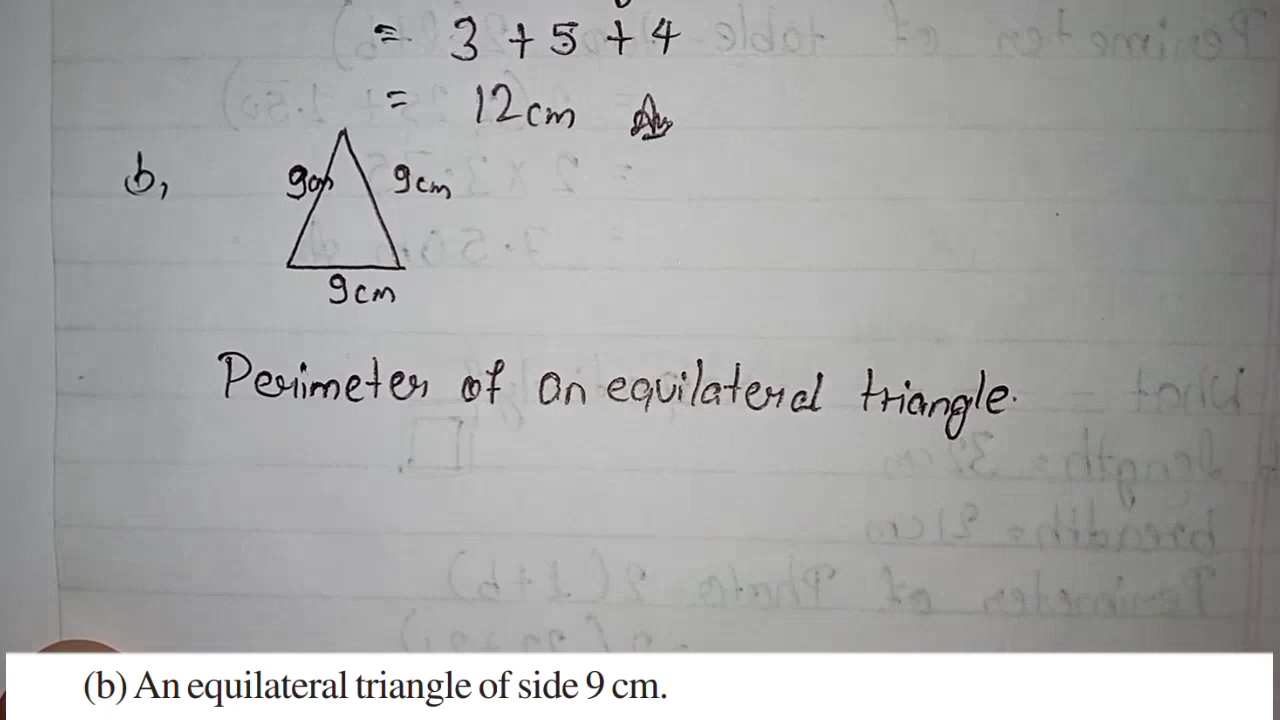 = 3 + 5 + 4
= 12cm Ans
b,
9cm 9cm
9cm
Perimeter of an equilateral triangle.
(b) An equilateral triangle of side 9 cm.